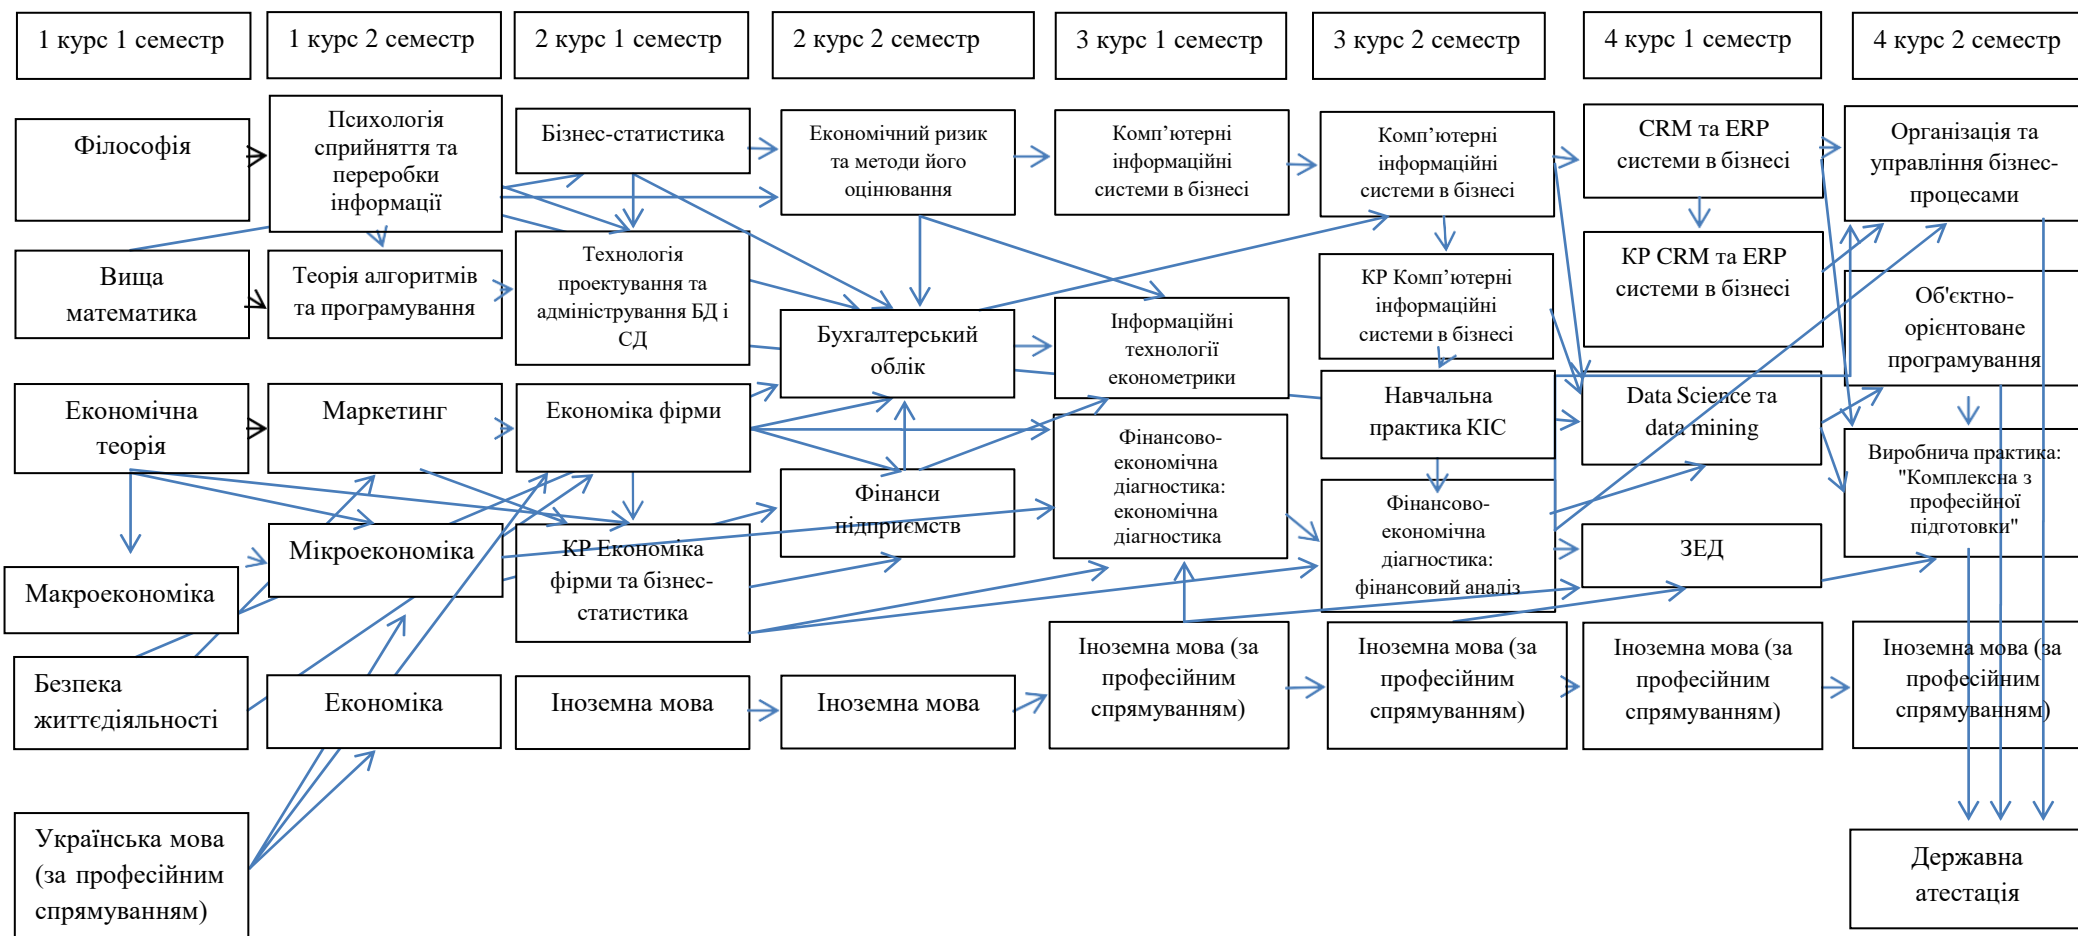 1 курс 1 семестр
1 курс 2 семестр
2 курс 1 семестр
2 курс 2 семестр
3 курс 1 семестр
3 курс 2 семестр
4 курс 1 семестр
4 курс 2 семестр
Філософія
Вища
математика
Економічна
теорія
Макроекономіка
Безпека
життєдіяльності
Українська мова
(за професійним
спрямуванням)
Психологія
сприйняття та
переробки
інформації
Теорія алгоритмів
та програмування
Маркетинг
Мікроекономіка
Економіка
Бізнес-статистика
Технологія
проектування та
адміністрування БД і
СД
Економіка фірми
КР Економіка
фірми та бізнес-
статистика
Іноземна мова
Економічний ризик
та методи його
оцінювання
Бухгалтерський
облік
Фінанси
підприємств
Іноземна мова
Комп’ютерні
інформаційні
системи в бізнесі
Інформаційні
технології
економетрики
Фінансово-
економічна
діагностика:
економічна
діагностика
Іноземна мова (за
професійним
спрямуванням)
Комп’ютерні
інформаційні
системи в бізнесі
КР Комп’ютерні
інформаційні
системи в бізнесі
Навчальна
практика КІС
Фінансово-
економічна
діагностика:
фінансовий аналіз
Іноземна мова (за
професійним
спрямуванням)
CRM та ERP
системи в бізнесі
КР CRM та ERP
системи в бізнесі
Data Science та
data mining
ЗЕД
Іноземна мова (за
професійним
спрямуванням)
Організація та
управління бізнес-
процесами
Об'єктно-
орієнтоване
програмування
Виробнича практика:
"Комплексна з
професійної
підготовки"
Іноземна мова (за
професійним
спрямуванням)
Державна
атестація